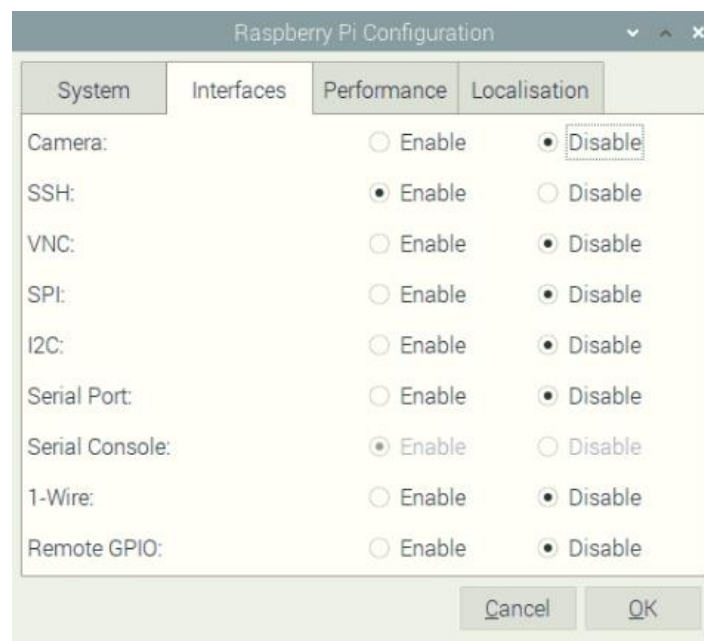 Raspberry Pi Configuration
System Interfaces Performance Localisation
Camera: Enable Disable
SSH: Enable Disable
VNC: Enable Disable
SPI: Enable Disable
I2C: Enable Disable
Serial Port: Enable Disable
Serial Console: Enable Disable
1-Wire: Enable Disable
Remote GPIO: Enable Disable
Cancel OK